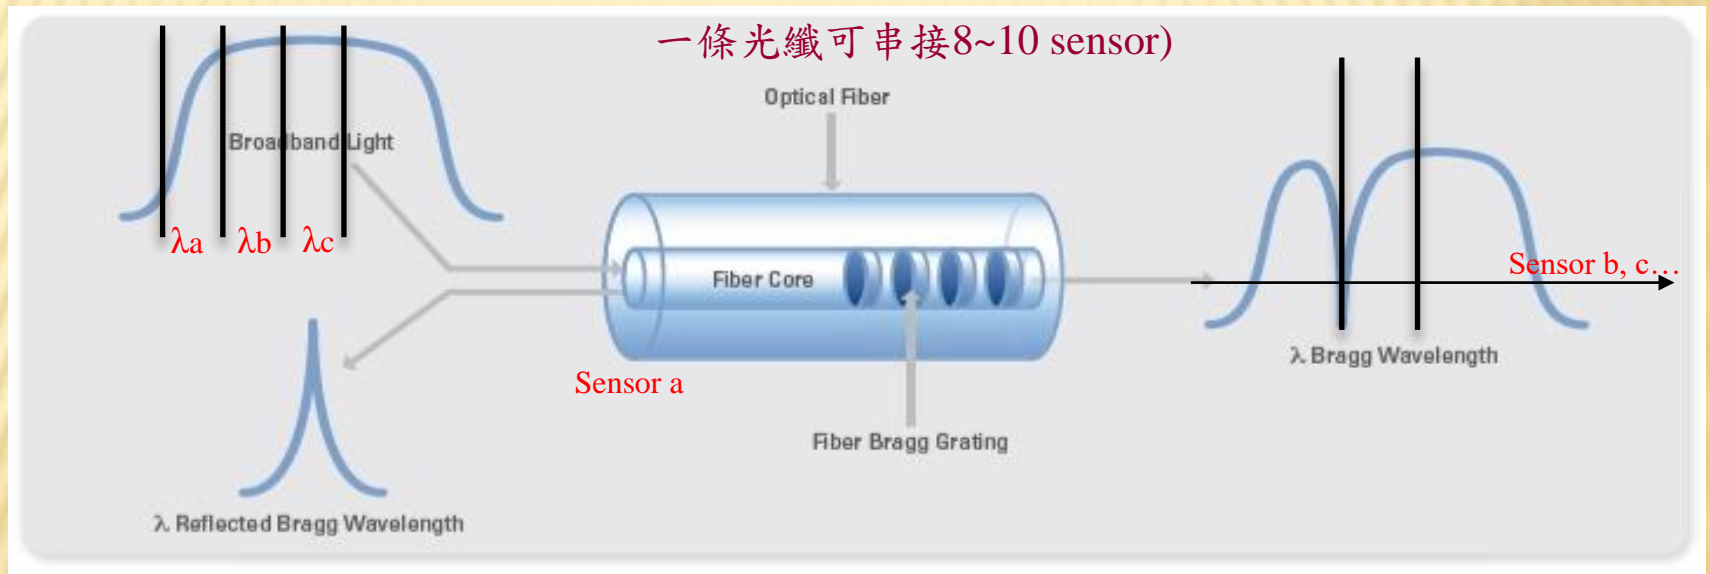 一條光纖可串接8~10 sensor)
Optical Fiber
Broadband Light
λa
λb
λc
Fiber Core
Sensor b, c...
λ Bragg Wavelength
Sensor a
Fiber Bragg Grating
λ Reflected Bragg Wavelength